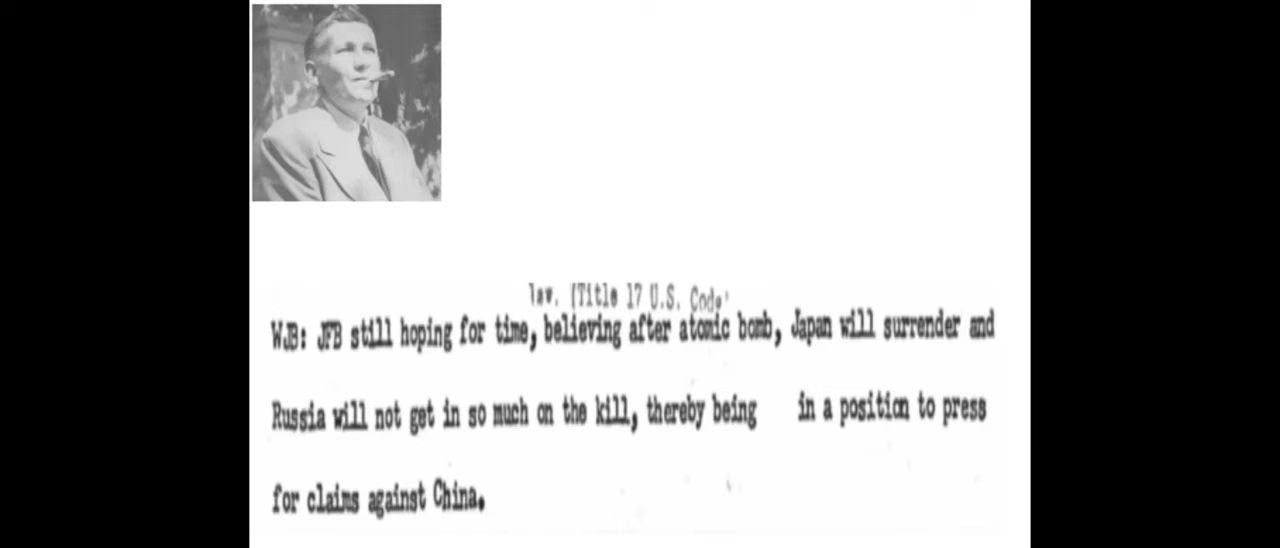 law. (Title 17 U.S. Code'
WJB: JFB still hoping for time, believing after atomic bomb, Japan will surrender and
Russia will not get in so much on the kill, thereby being in a position to press
for claims against China.